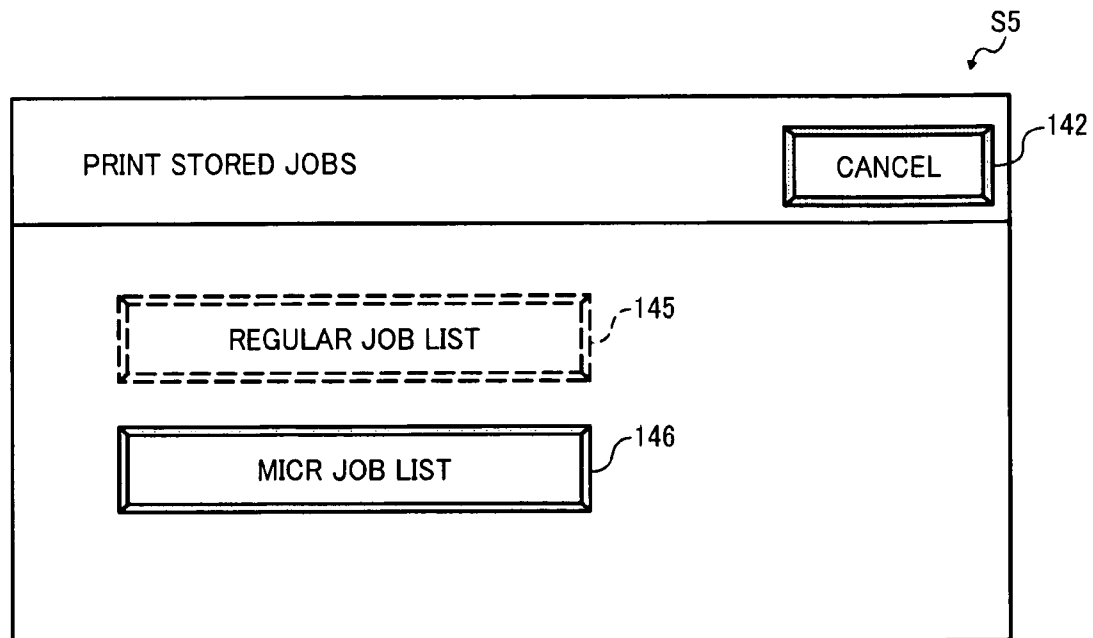 S5
142
PRINT STORED JOBS
CANCEL
145
REGULAR JOB LIST
146
MICR JOB LIST